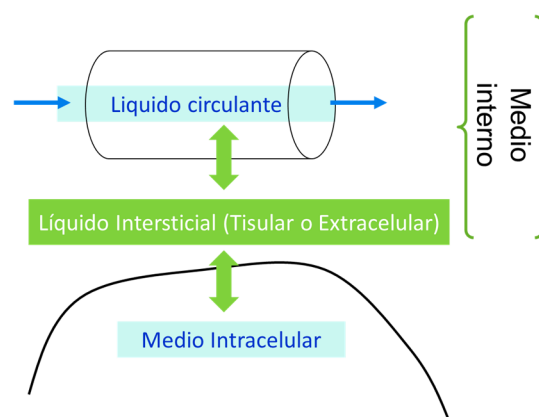 Liquido circulante
Medio
interno
Líquido Intersticial (Tisular o Extracelular)
Medio Intracelular